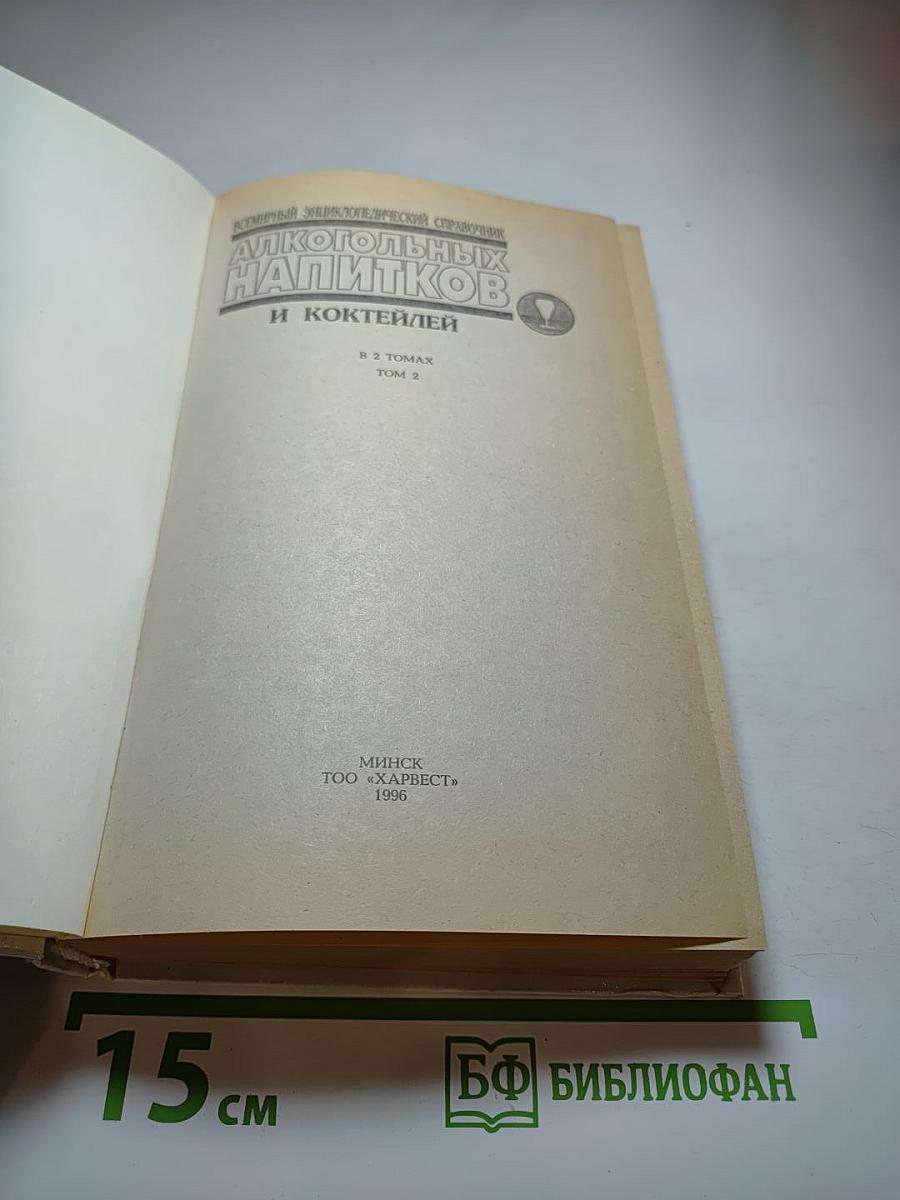 ВСЕМИРНЫЙ ЭНЦИКЛОПЕДИЧЕСКИЙ СПРАВОЧНИК
АЛКОГОЛЬНЫХ
НАПИТКОВ
И КОКТЕЙЛЕЙ
В 2 ТОМАХ
ТОМ 2
МИНСК
ТОО «ХАРВЕСТ»
1996
15 см
БФ БИБЛИОФАН